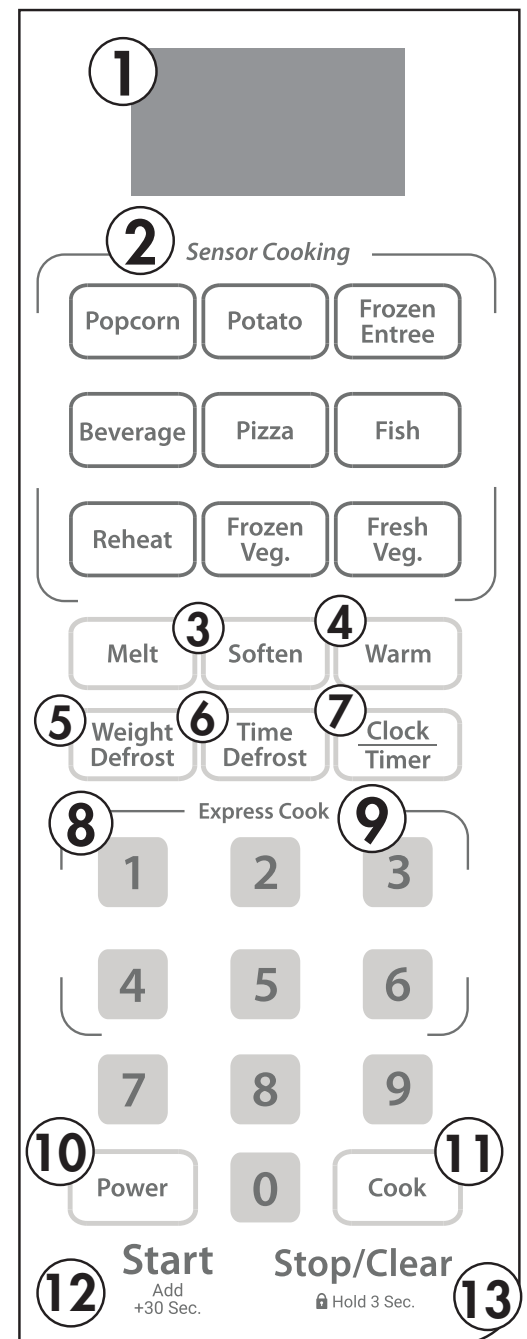 1
2 Sensor Cooking
Popcorn Potato Frozen Entree
Beverage Pizza Fish
Reheat Frozen Veg. Fresh Veg.
3 4
Melt Soften Warm
5 6 7
Weight Defrost Time Defrost Clock Timer
8 Express Cook 9
1 2 3
4 5 6
7 8 9
10 11
Power 0 Cook
Start Stop/Clear
12 Add +30 Sec. Hold 3 Sec. 13